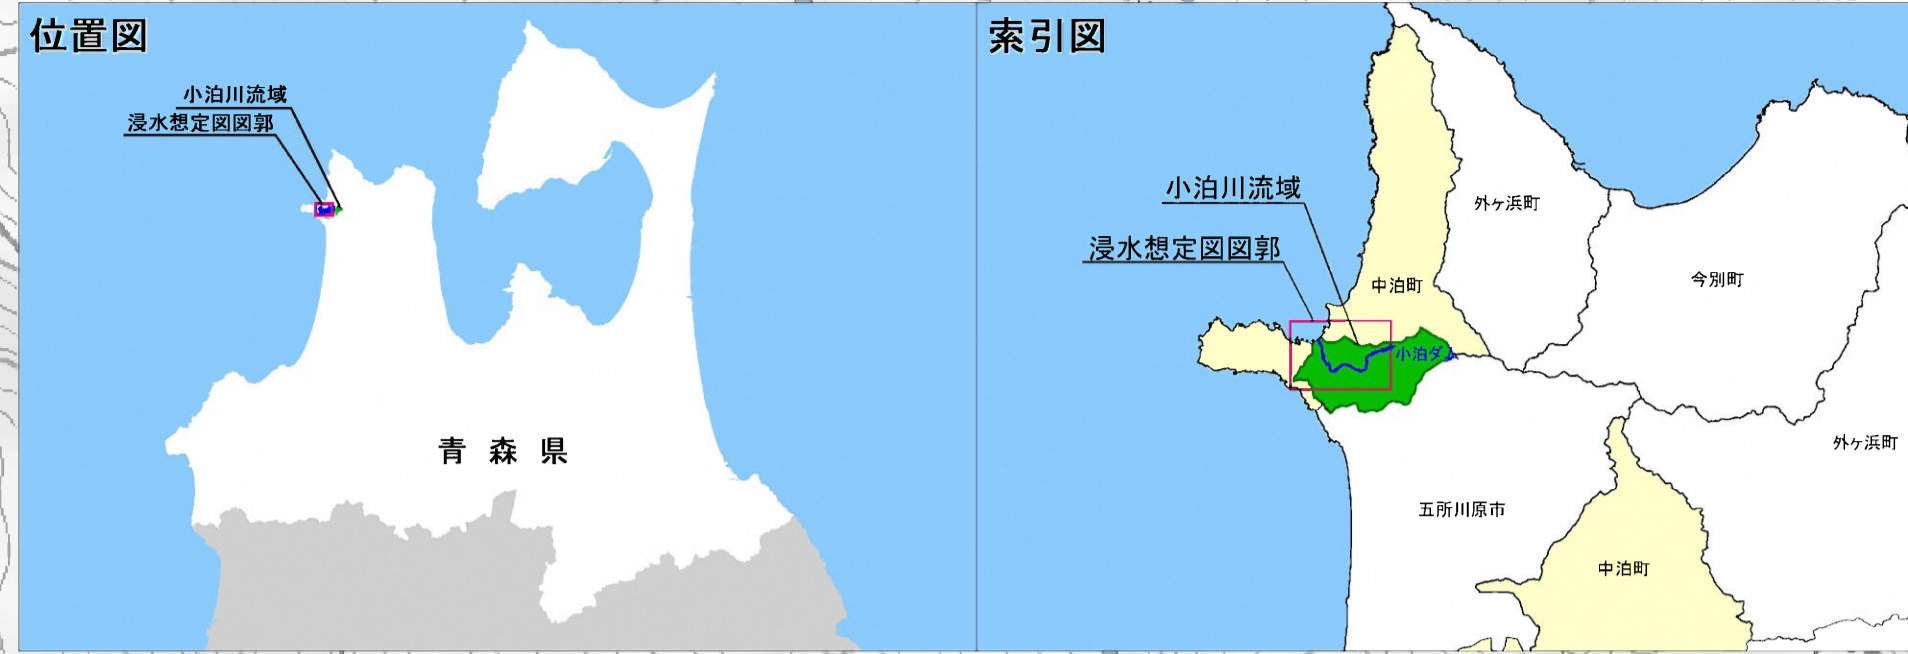 位置図
小泊川流域
浸水想定図図郭
青森県
索引図
小泊川流域
浸水想定図図郭
外ヶ浜町
今別町
中泊町
小泊ダム
外ヶ浜町
五所川原市
中泊町